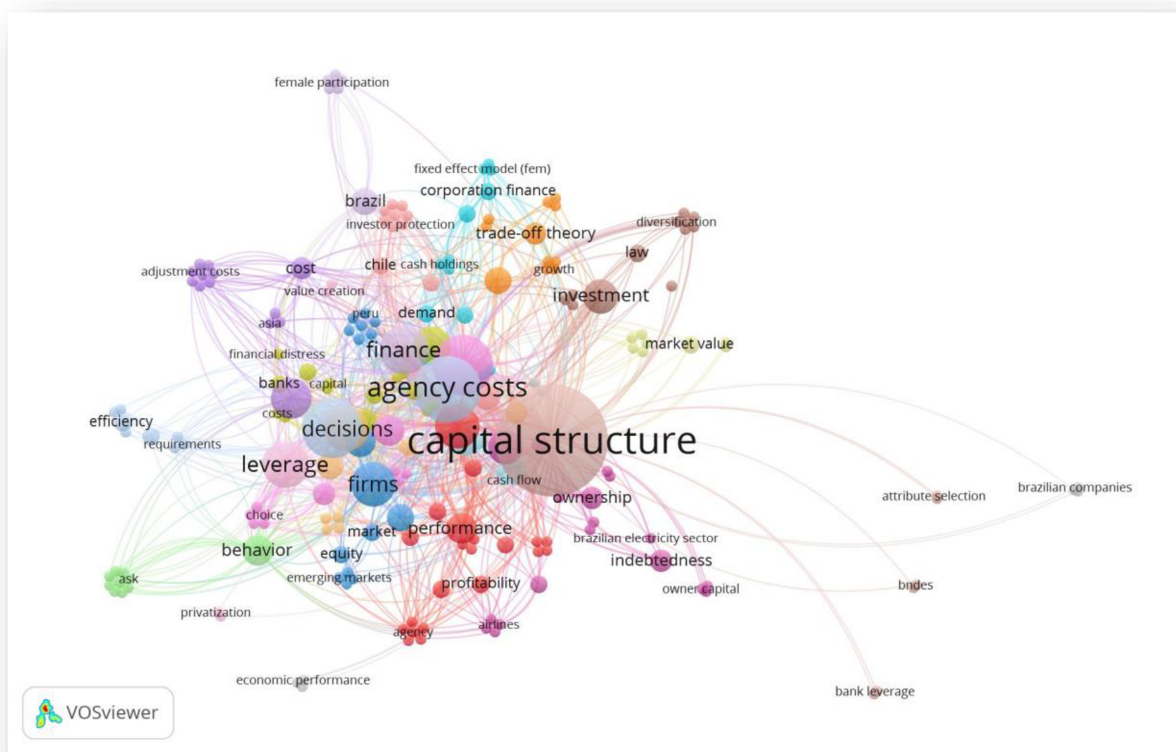 female participation
fixed effect model (fem)
corporation finance
brazil
investor protection
diversification
trade-off theory
law
adjustment costs
cost
chile
cash holdings
growth
value creation
investment
peru
demand
asia
financial distress
finance
market value
banks
capital
agency costs
costs
efficiency
decisions
requirements
capital structure
leverage
firms
cash flow
ownership
attribute selection
brazilian companies
choice
market
performance
brazilian electricity sector
behavior
equity
indebtedness
ask
emerging markets
profitability
owner capital
bndes
privatization
agency
airlines
economic performance
bank leverage
VOSviewer